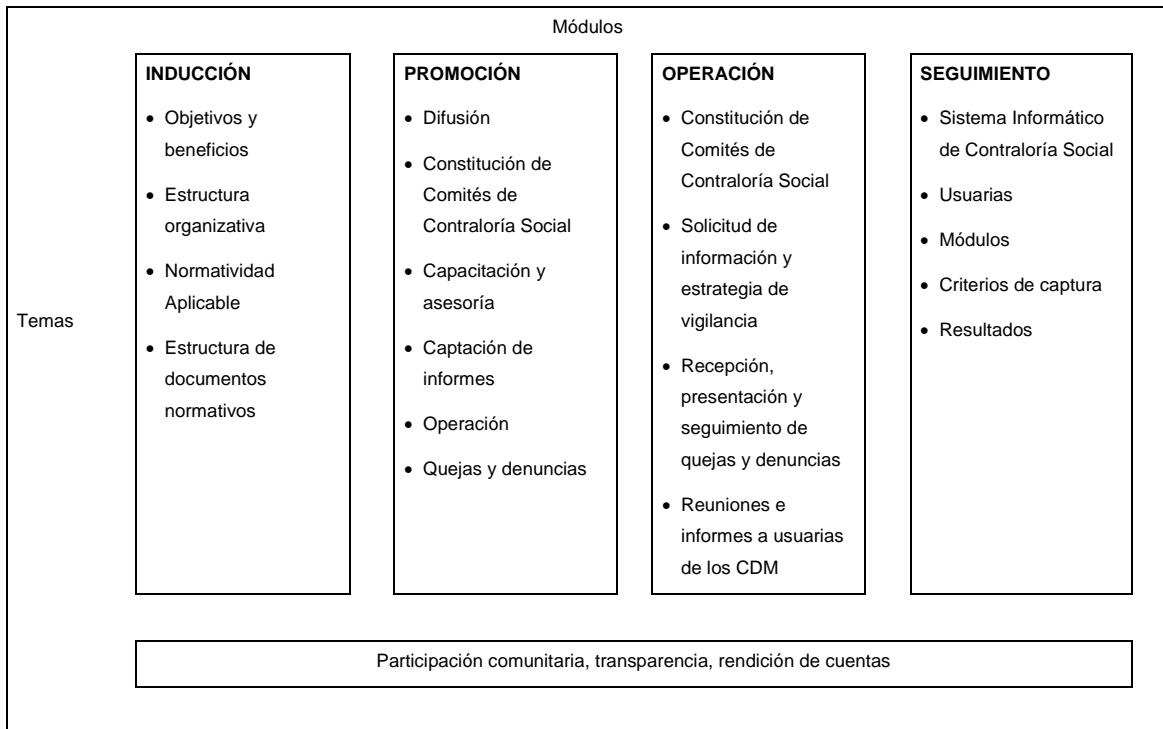 Módulos
Temas
INDUCCIÓN
• Objetivos y
beneficios
• Estructura
organizativa
• Normatividad
Aplicable
• Estructura de
documentos
normativos
PROMOCIÓN
• Difusión
• Constitución de
Comités de
Contraloría Social
• Capacitación y
asesoría
• Captación de
informes
• Operación
• Quejas y denuncias
OPERACIÓN
• Constitución de
Comités de
Contraloría Social
• Solicitud de
información y
estrategia de
vigilancia
• Recepción,
presentación y
seguimiento de
quejas y denuncias
• Reuniones e
informes a usuarias
de los CDM
SEGUIMIENTO
• Sistema Informático
de Contraloría Social
• Usuarias
• Módulos
• Criterios de captura
• Resultados
Participación comunitaria, transparencia, rendición de cuentas